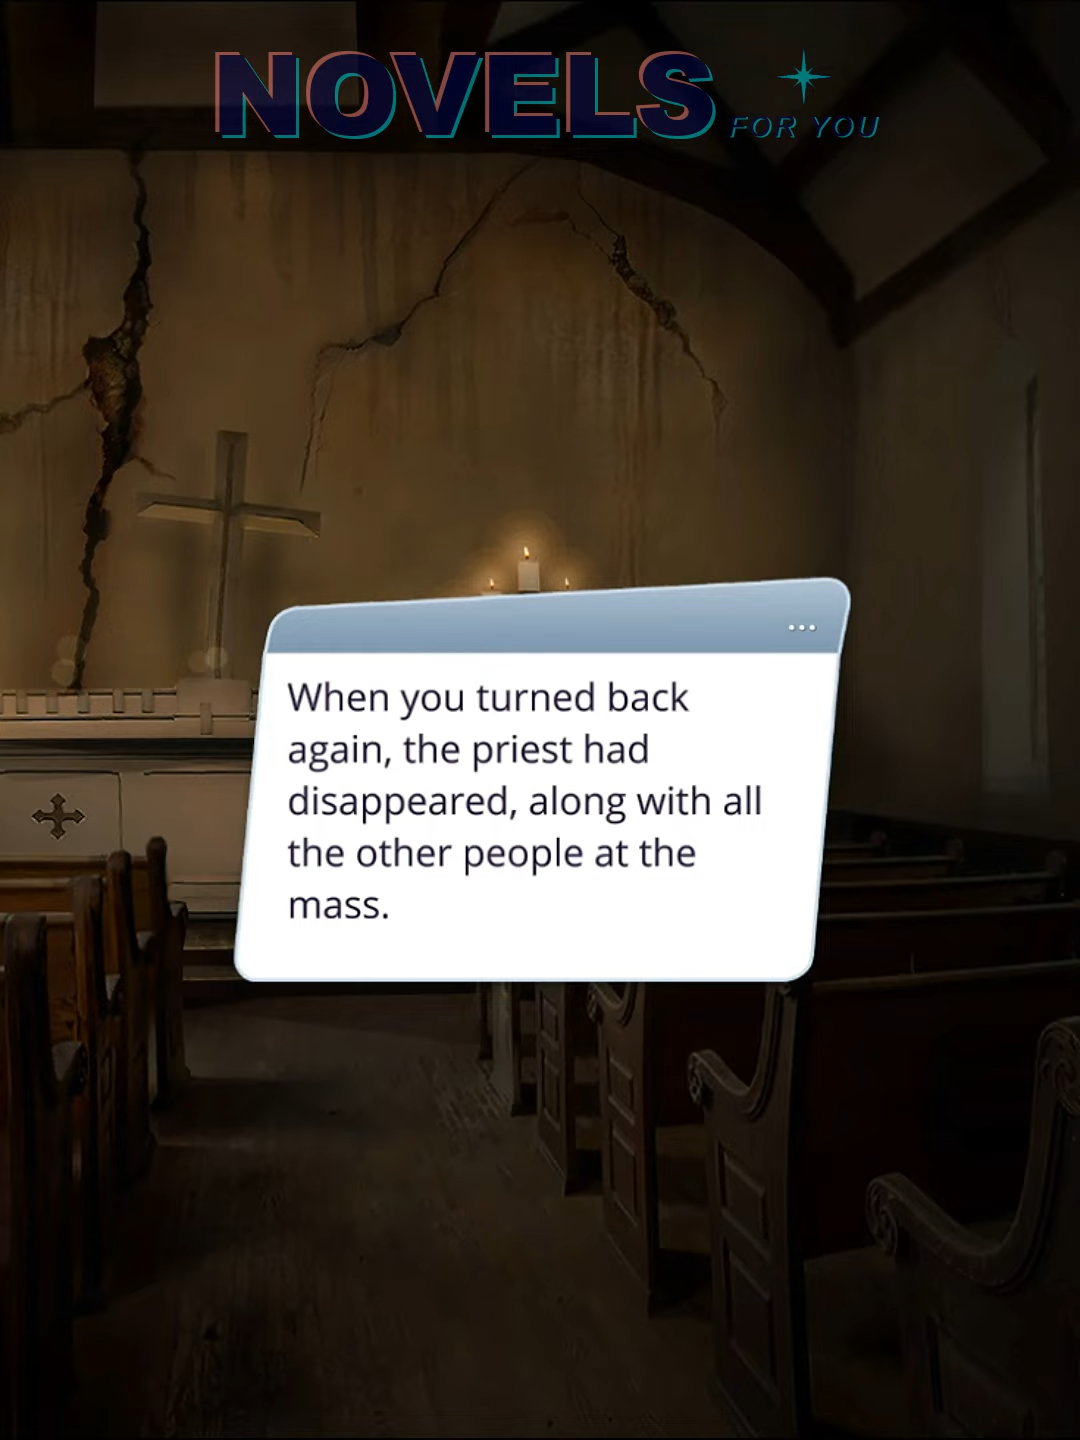 NOVELS
FOR YOU
When you turned back
again, the priest had
disappeared, along with all
the other people at the
mass.